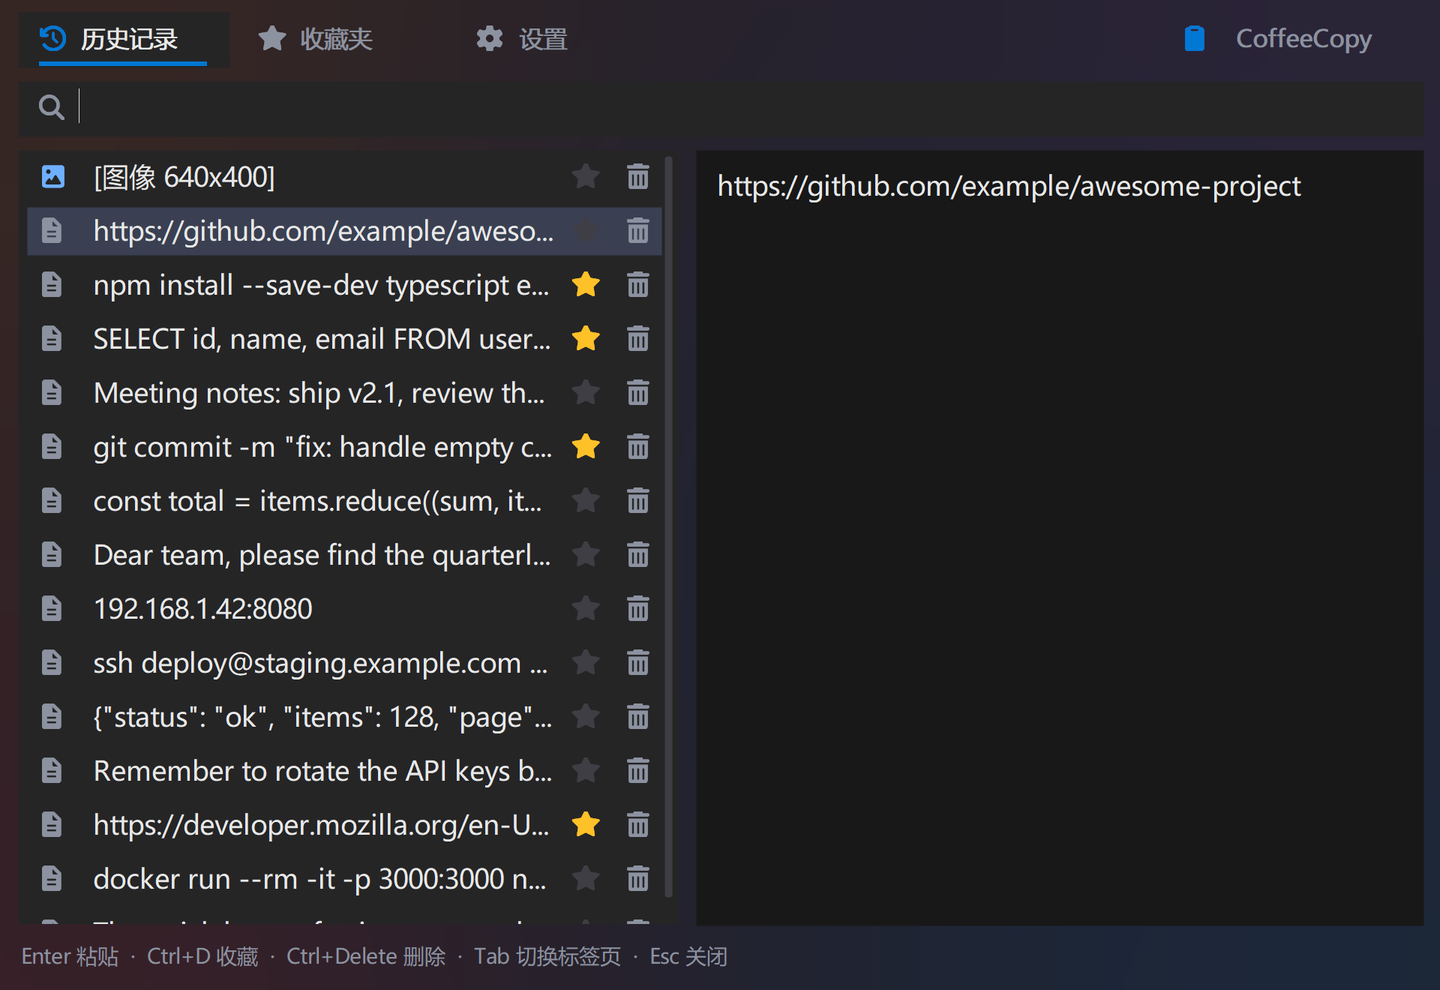 历史记录 收藏夹 设置 CoffeeCopy
[图像 640x400]
https://github.com/example/aweso...
npm install --save-dev typescript e...
SELECT id, name, email FROM user...
Meeting notes: ship v2.1, review th...
git commit -m "fix: handle empty c...
const total = items.reduce((sum, it...
Dear team, please find the quarterl...
192.168.1.42:8080
ssh deploy@staging.example.com ...
{"status": "ok", "items": 128, "page"...
Remember to rotate the API keys b...
https://developer.mozilla.org/en-U...
docker run --rm -it -p 3000:3000 n...
https://github.com/example/awesome-project
Enter 粘贴 · Ctrl+D 收藏 · Ctrl+Delete 删除 · Tab 切换标签页 · Esc 关闭